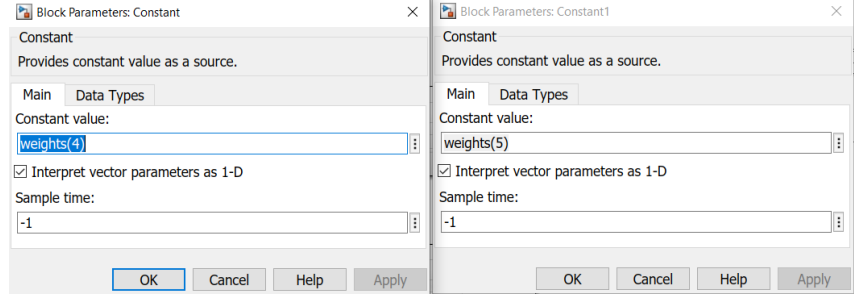 Block Parameters: Constant
Constant
Provides constant value as a source.
Main Data Types
Constant value:
weights(4)
Interpret vector parameters as 1-D
Sample time:
-1
OK Cancel Help Apply
Block Parameters: Constant1
Constant
Provides constant value as a source.
Main Data Types
Constant value:
weights(5)
Interpret vector parameters as 1-D
Sample time:
-1
OK Cancel Help Apply